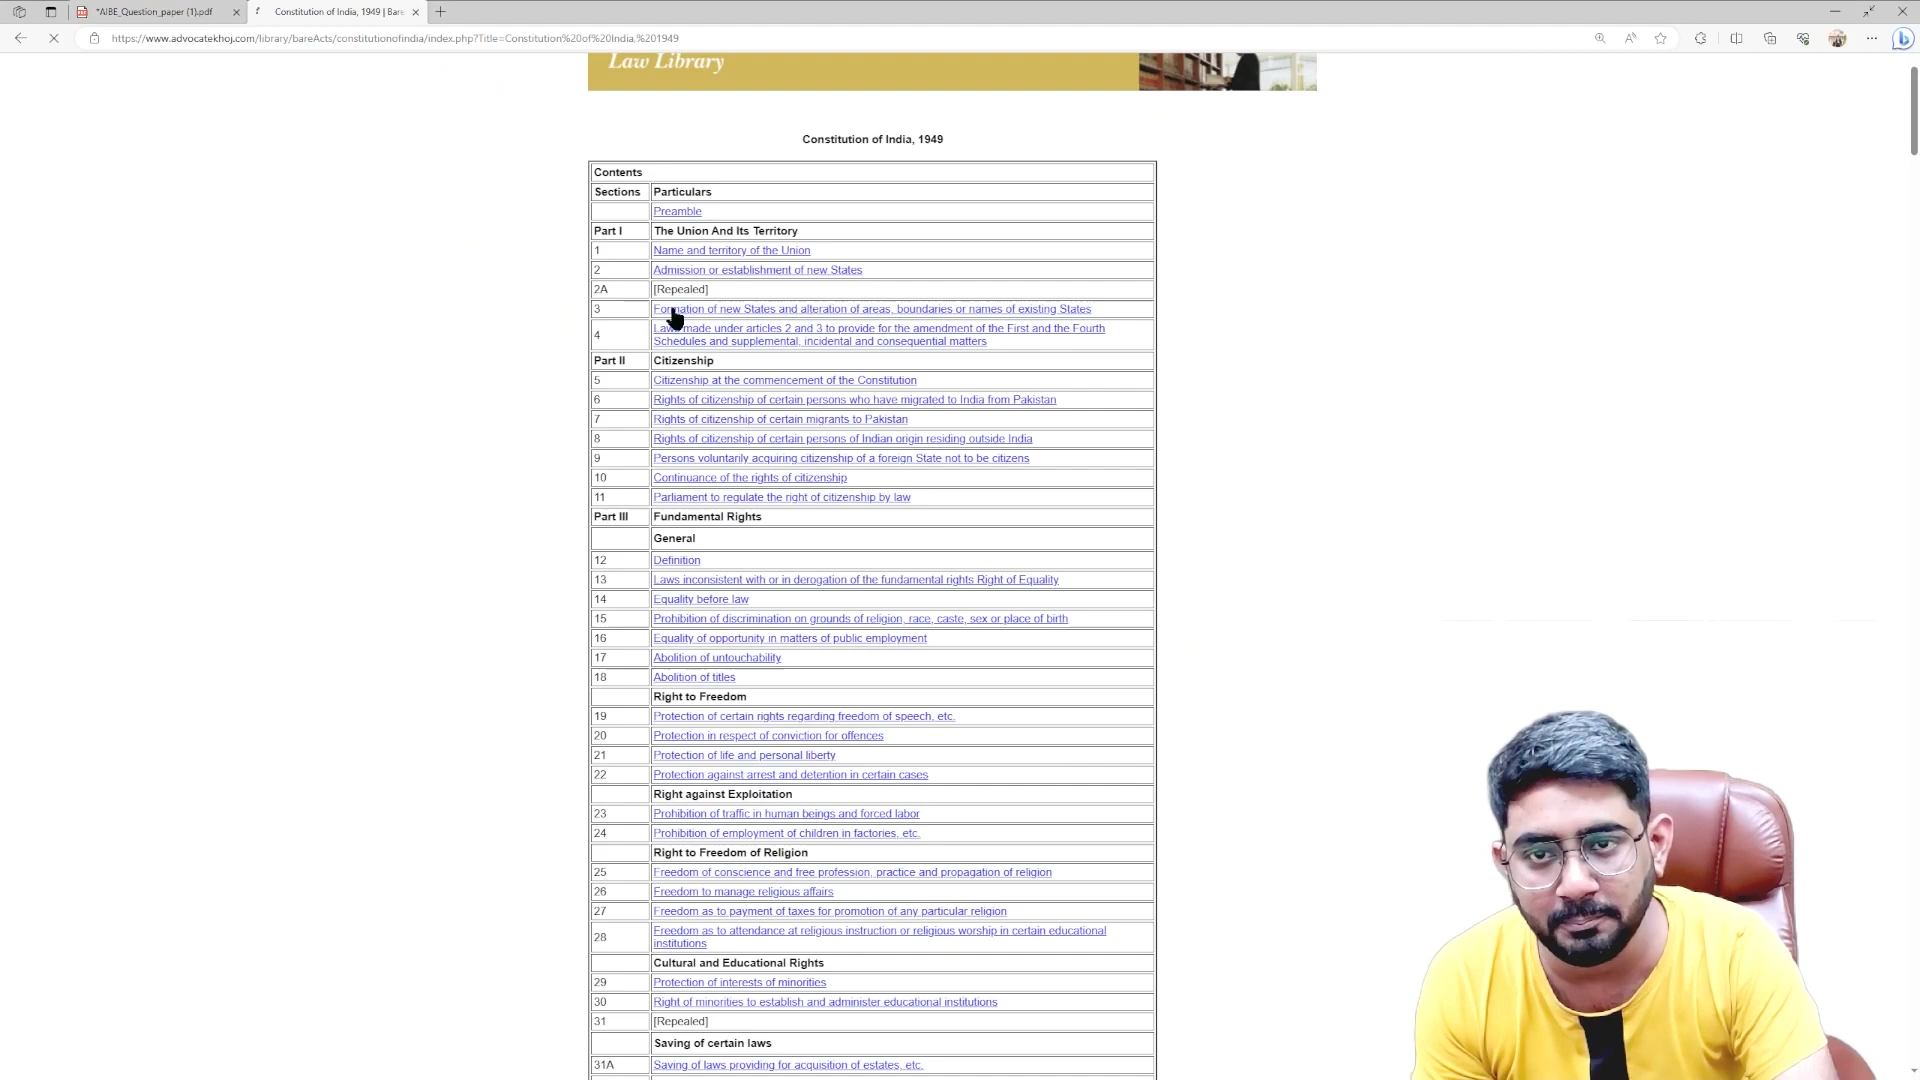 *AIBE_Question_paper (1).pdf
Constitution of India, 1949 | Bare
https://www.advocatekhoj.com/library/bareActs/constitutionofindia/index.php?Title=Constitution%20of%20India,%201949
Law Library
Constitution of India, 1949
Contents
Sections Particulars
Preamble
Part I The Union And Its Territory
1 Name and territory of the Union
2 Admission or establishment of new States
2A [Repealed]
3 Formation of new States and alteration of areas, boundaries or names of existing States
4 Laws made under articles 2 and 3 to provide for the amendment of the First and the Fourth
Schedules and supplemental, incidental and consequential matters
Part II Citizenship
5 Citizenship at the commencement of the Constitution
6 Rights of citizenship of certain persons who have migrated to India from Pakistan
7 Rights of citizenship of certain migrants to Pakistan
8 Rights of citizenship of certain persons of Indian origin residing outside India
9 Persons voluntarily acquiring citizenship of a foreign State not to be citizens
10 Continuance of the rights of citizenship
11 Parliament to regulate the right of citizenship by law
Part III Fundamental Rights
General
12 Definition
13 Laws inconsistent with or in derogation of the fundamental rights Right of Equality
14 Equality before law
15 Prohibition of discrimination on grounds of religion, race, caste, sex or place of birth
16 Equality of opportunity in matters of public employment
17 Abolition of untouchability
18 Abolition of titles
Right to Freedom
19 Protection of certain rights regarding freedom of speech, etc.
20 Protection in respect of conviction for offences
21 Protection of life and personal liberty
22 Protection against arrest and detention in certain cases
Right against Exploitation
23 Prohibition of traffic in human beings and forced labor
24 Prohibition of employment of children in factories, etc.
Right to Freedom of Religion
25 Freedom of conscience and free profession, practice and propagation of religion
26 Freedom to manage religious affairs
27 Freedom as to payment of taxes for promotion of any particular religion
28 Freedom as to attendance at religious instruction or religious worship in certain educational
institutions
Cultural and Educational Rights
29 Protection of interests of minorities
30 Right of minorities to establish and administer educational institutions
31 [Repealed]
Saving of certain laws
31A Saving of laws providing for acquisition of estates, etc.